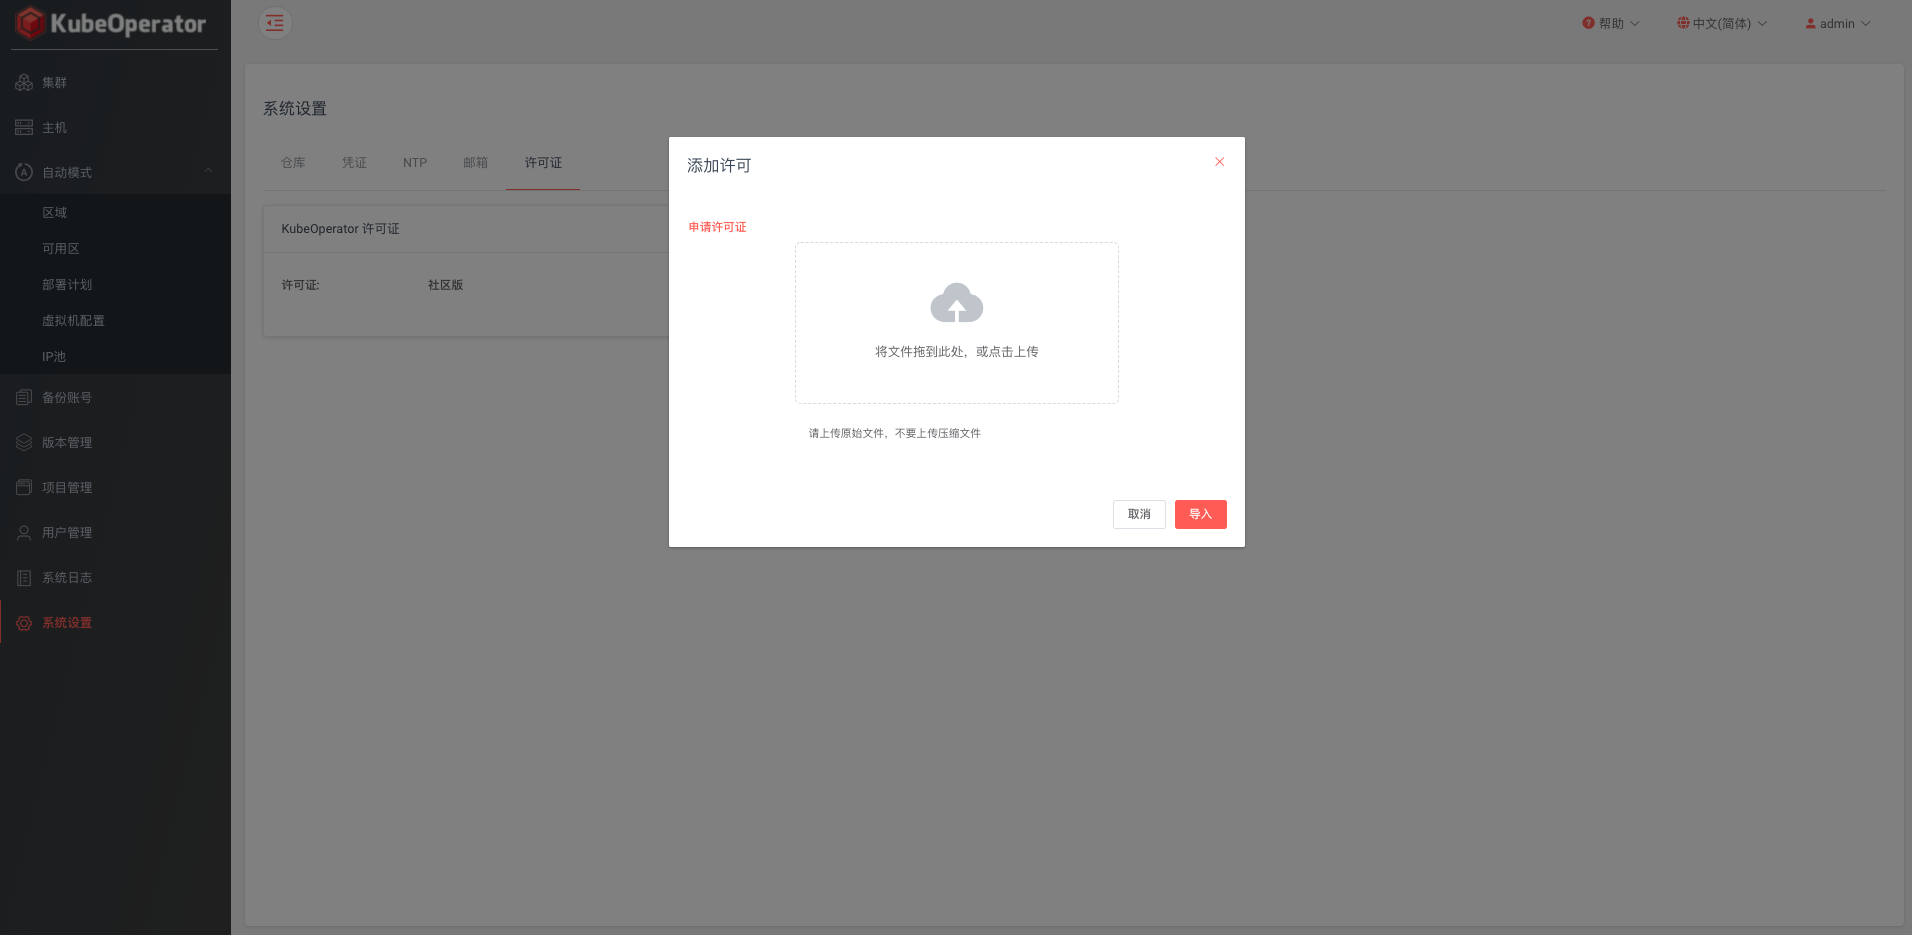 KubeOperator
帮助
中文(简体)
admin
集群
主机
自动模式
区域
可用区
部署计划
虚拟机配置
IP池
备份账号
版本管理
项目管理
用户管理
系统日志
系统设置
系统设置
仓库 凭证 NTP 邮箱 许可证
KubeOperator 许可证
许可证: 社区版
添加许可
申请许可证
将文件拖到此处，或点击上传
请上传原始文件，不要上传压缩文件
取消 导入